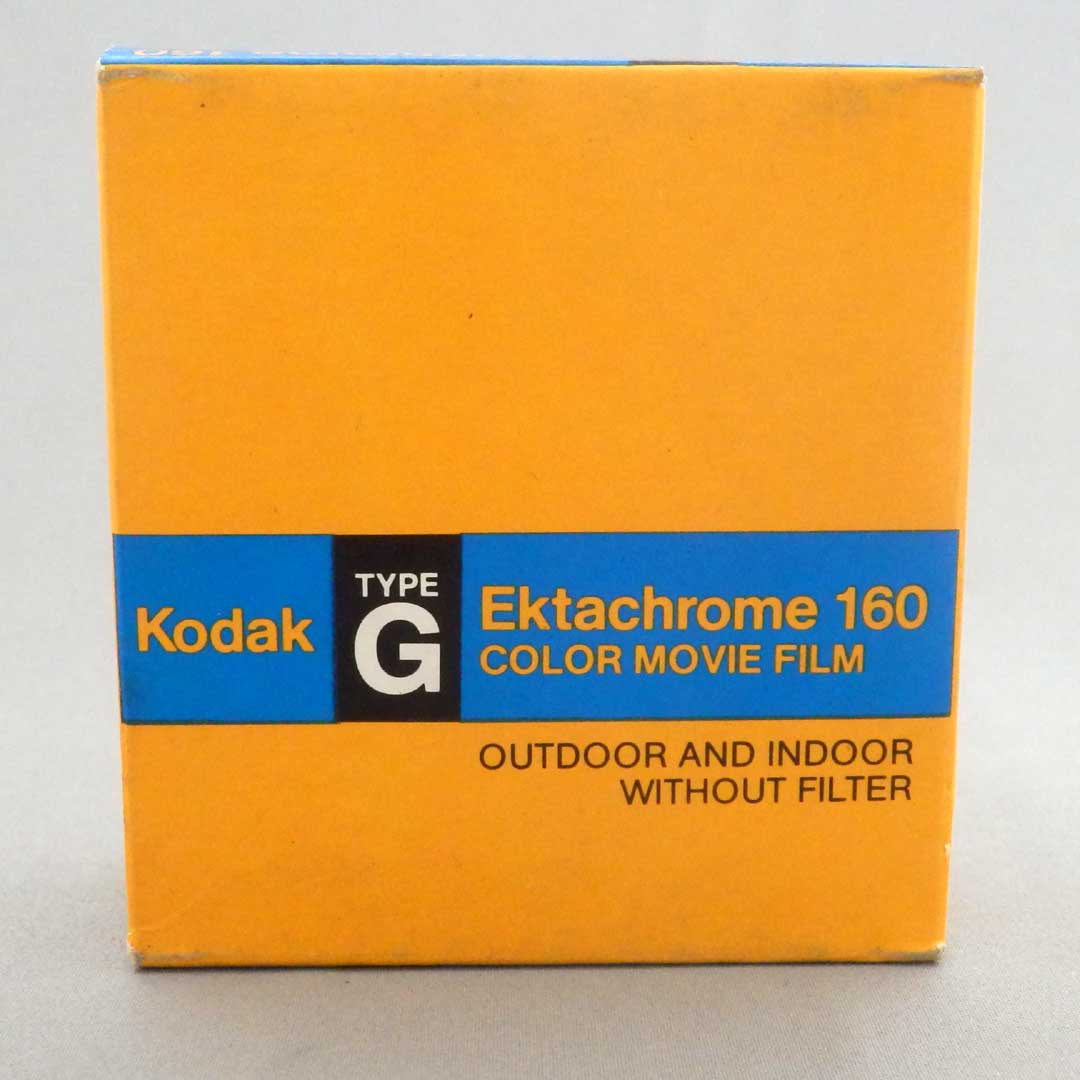 Kodak
TYPE
G
Ektachrome 160
COLOR MOVIE FILM
OUTDOOR AND INDOOR
WITHOUT FILTER